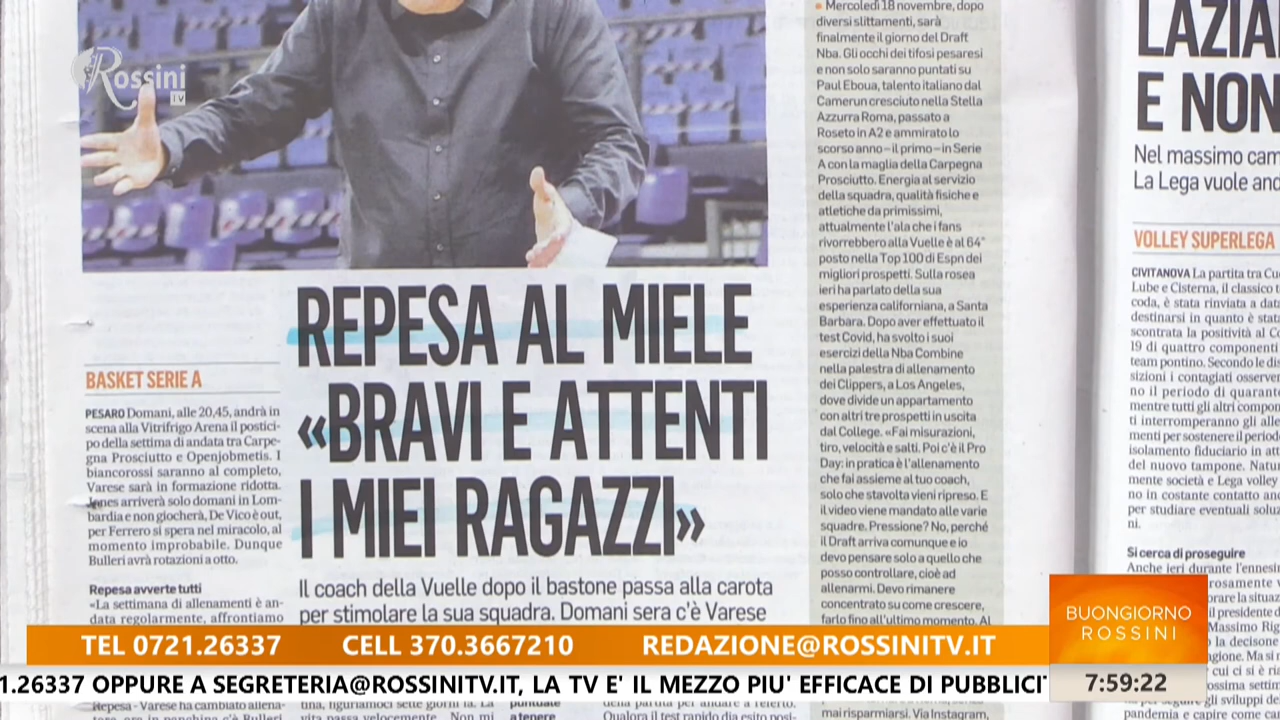 Rossini
TV
REPESA AL MIELE
«BRAVI E ATTENTI
I MIEI RAGAZZI»
Il coach della Vuelle dopo il bastone passa alla carota
per stimolare la sua squadra. Domani sera c'è Varese
BASKET SERIE A
PESARO Domani, alle 20,45, andrà in
scena alla Vitrifrigo Arena il postici-
po della settima di andata tra Carpe-
gna Prosciutto e Openjobmetis. I
biancorossi saranno al completo,
Varese sarà in formazione ridotta.
Jones arriverà solo domani in Lom-
bardia e non giocherà, De Vico è out,
per Ferrero si spera nel miracolo, al
momento improbabile. Dunque
Bulleri avrà rotazioni a otto.
Repesa avverte tutti
«La settimana di allenamenti è an-
data regolarmente, affrontiamo
Mercoledì 18 novembre, dopo
diversi slittamenti, sarà
finalmente il giorno del Draft
Nba. Gli occhi dei tifosi pesaresi
e non solo saranno puntati su
Paul Eboua, talento italiano dal
Camerun cresciuto nella Stella
Azzurra Roma, passato a
Roseto in A2 e ammirato lo
scorso anno – il primo – in Serie
A con la maglia della Carpegna
Prosciutto. Energia al servizio
della squadra, qualità fisiche e
atletiche da primissimi,
attualmente l'ala che i fans
rivorrebbero alla Vuelle è al 64°
posto nella Top 100 di Espn dei
migliori prospetti. Sulla rosea
ieri ha parlato della sua
esperienza californiana, a Santa
Barbara. Dopo aver effettuato il
test Covid, ha svolto i suoi
esercizi della Nba Combine
nella palestra di allenamento
dei Clippers, a Los Angeles,
dove divide un appartamento
con altri tre prospetti in uscita
dal College. «Fai misurazioni,
tiro, velocità e salti. Poi c'è il Pro
Day: in pratica è l'allenamento
che fai assieme al tuo coach,
solo che stavolta vieni ripreso. E
il video viene mandato alle varie
squadre. Pressione? No, perché
il Draft arriva comunque e io
devo pensare solo a quello che
posso controllare, cioè ad
allenarmi. Devo rimanere
concentrato su come crescere,
farlo fino all'ultimo momento. Al
mai risparmiarsi. Via Instagram,
LAZIA
E NON
Nel massimo cam
La Lega vuole and
VOLLEY SUPERLEGA
CIVITANOVA La partita tra Cu
Lube e Cisterna, il classico t
coda, è stata rinviata a dat
destinarsi in quanto è stat
scontrata la positività al C
19 di quattro componenti
team pontino. Secondo le dis
sizioni i contagiati osserver
no il periodo di quarant
mentre tutti gli altri compor
ti interromperanno gli alle
menti per sostenere il period
isolamento fiduciario in att
del nuovo tampone. Natur
mente società e Lega volley
no in costante contatto an
per studiare eventuali solu
ni.
Si cerca di proseguire
Anche ieri durante l'ennesi
TEL 0721.26337 CELL 370.3667210 REDAZIONE@ROSSINITV.IT
BUONGIORNO
ROSSINI
1.26337 OPPURE A SEGRETERIA@ROSSINITV.IT, LA TV E' IL MEZZO PIU' EFFICACE DI PUBBLICI
7:59:22